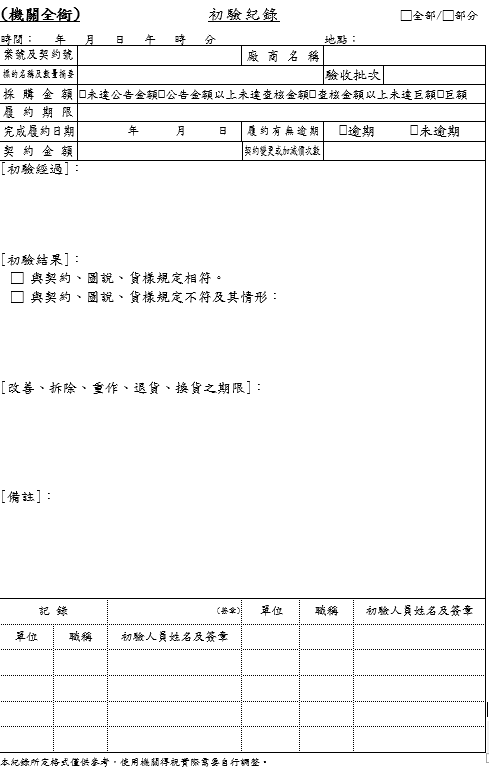 (機關全銜) 初驗紀錄 □全部/□部分
時間： 年 月 日 午 時 分 地點：
案號及契約號 廠商名稱
標的名稱及數量摘要 驗收批次
採購金額 □未達公告金額□公告金額以上未達查核金額□查核金額以上未達巨額□巨額
履約期限
完成履約日期 年 月 日 履約有無逾期 □逾期 □未逾期
契約金額 契約變更或加減價次數
[初驗經過]：
[初驗結果]：
□ 與契約、圖說、貨樣規定相符。
□ 與契約、圖說、貨樣規定不符及其情形：
[改善、拆除、重作、退貨、換貨之期限]：
[備註]：
記錄 (簽章) 單位 職稱 初驗人員姓名及簽章
單位 職稱 初驗人員姓名及簽章
本紀錄所定格式僅供參考，使用機關得視實際需要自行調整。